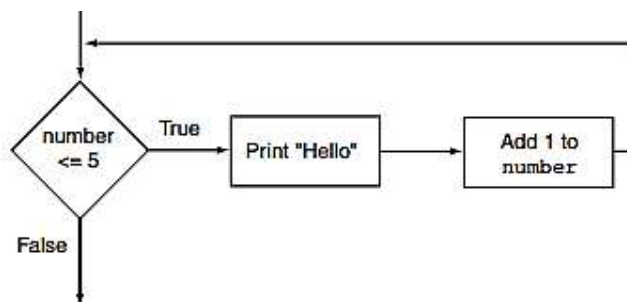 number
<= 5
True
Print "Hello"
Add 1 to
number
False